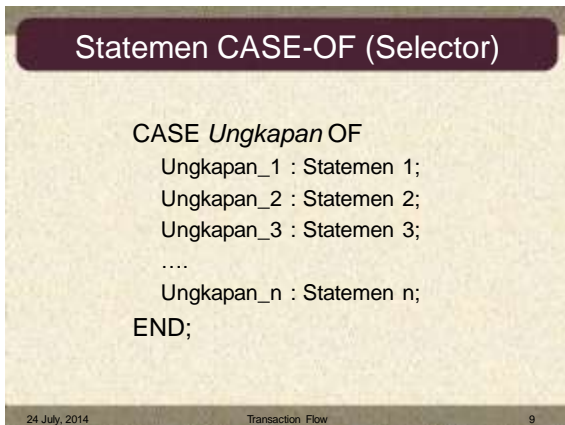 Statemen CASE-OF (Selector)
CASE Ungkapan OF
Ungkapan_1 : Statemen 1;
Ungkapan_2 : Statemen 2;
Ungkapan_3 : Statemen 3;
….
Ungkapan_n : Statemen n;
END;
24 July, 2014 Transaction Flow 9